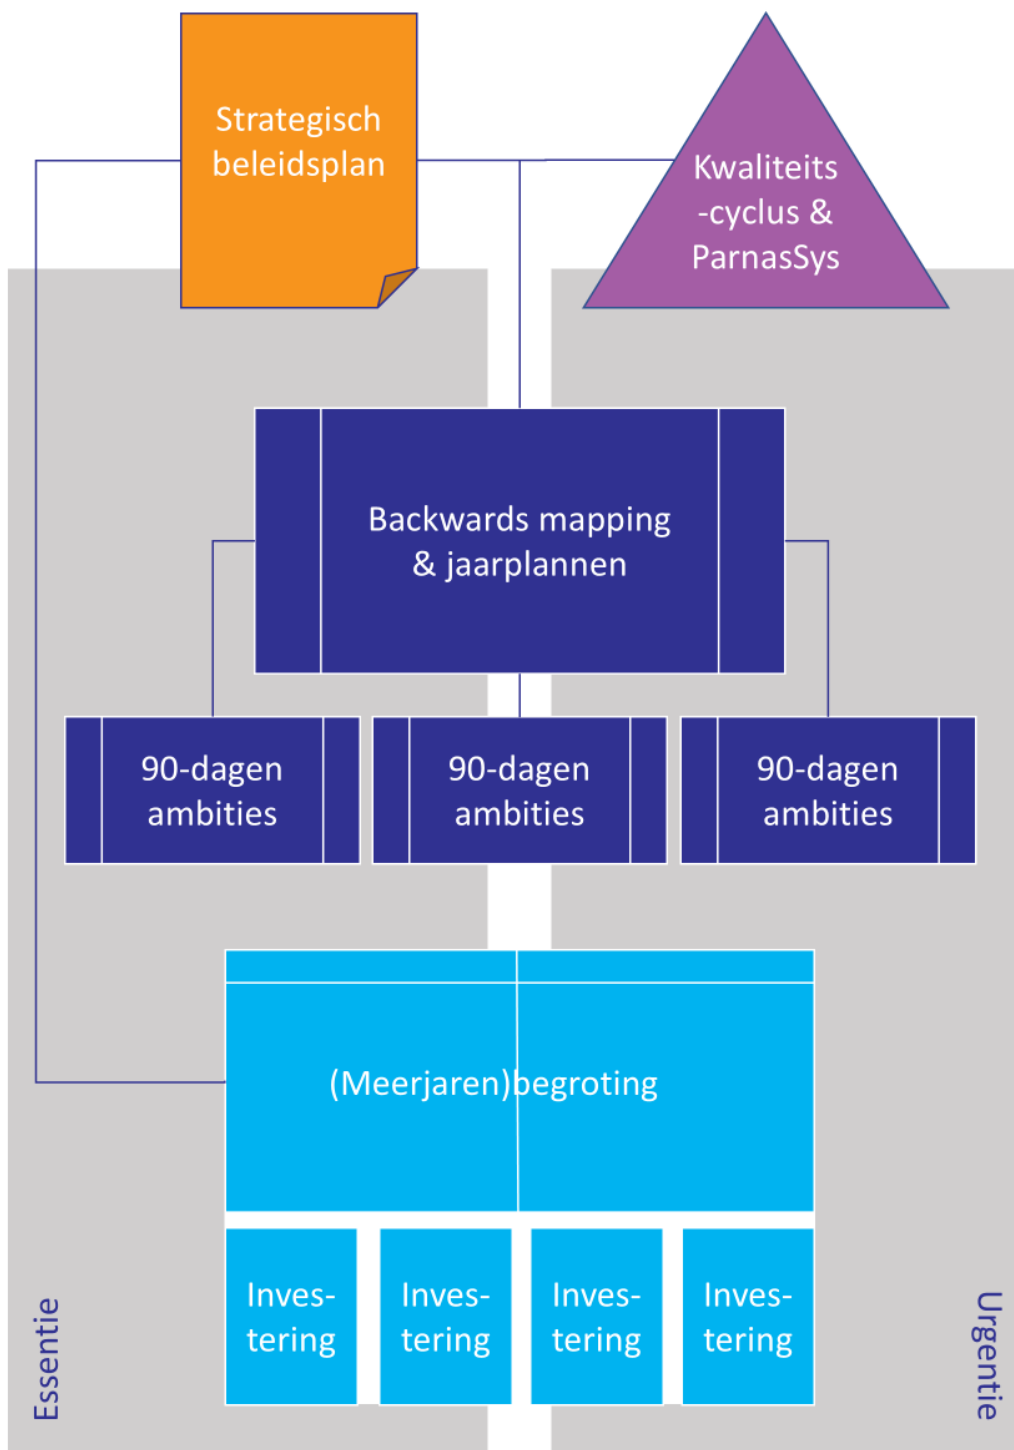 Strategisch
beleidsplan
Kwaliteits
-cyclus &
ParnasSys
Backwards mapping
& jaarplannen
90-dagen
ambities
90-dagen
ambities
90-dagen
ambities
(Meerjaren)begroting
Inves-
tering
Inves-
tering
Inves-
tering
Inves-
tering
Essentie
Urgentie